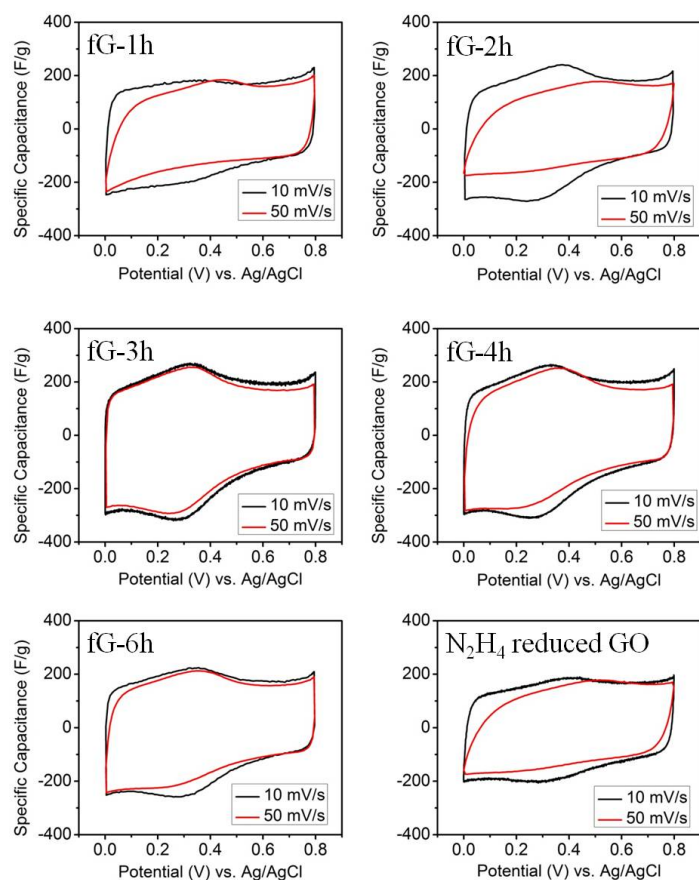 fG-1h
Specific Capacitance (F/g)
400
200
0
-200
-400
10 mV/s
50 mV/s
0.0 0.2 0.4 0.6 0.8
Potential (V) vs. Ag/AgCl
fG-2h
Specific Capacitance (F/g)
400
200
0
-200
-400
10 mV/s
50 mV/s
0.0 0.2 0.4 0.6 0.8
Potential (V) vs. Ag/AgCl
fG-3h
Specific Capacitance (F/g)
400
200
0
-200
-400
10 mV/s
50 mV/s
0.0 0.2 0.4 0.6 0.8
Potential (V) vs. Ag/AgCl
fG-4h
Specific Capacitance (F/g)
400
200
0
-200
-400
10 mV/s
50 mV/s
0.0 0.2 0.4 0.6 0.8
Potential (V) vs. Ag/AgCl
fG-6h
Specific Capacitance (F/g)
400
200
0
-200
-400
10 mV/s
50 mV/s
0.0 0.2 0.4 0.6 0.8
Potential (V) vs. Ag/AgCl
N₂H₄ reduced GO
Specific Capacitance (F/g)
400
200
0
-200
-400
10 mV/s
50 mV/s
0.0 0.2 0.4 0.6 0.8
Potential (V) vs. Ag/AgCl